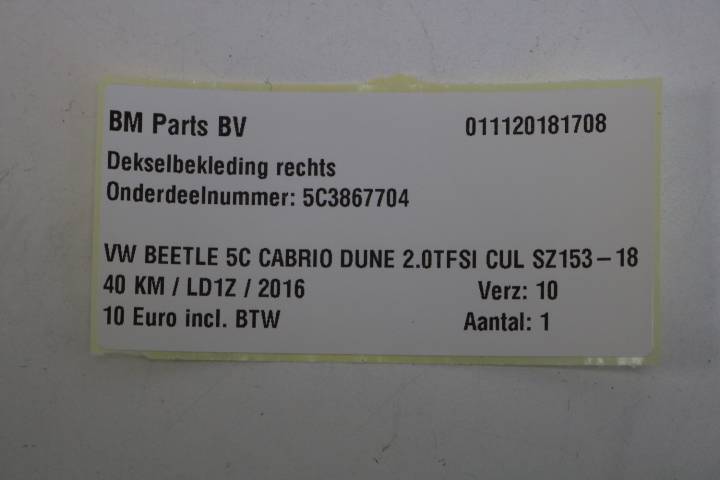 BM Parts BV 011120181708
Dekselbekleding rechts
Onderdeelnummer: 5C3867704
VW BEETLE 5C CABRIO DUNE 2.0TFSI CUL SZ153-18
40 KM / LD1Z / 2016 Verz: 10
10 Euro incl. BTW Aantal: 1